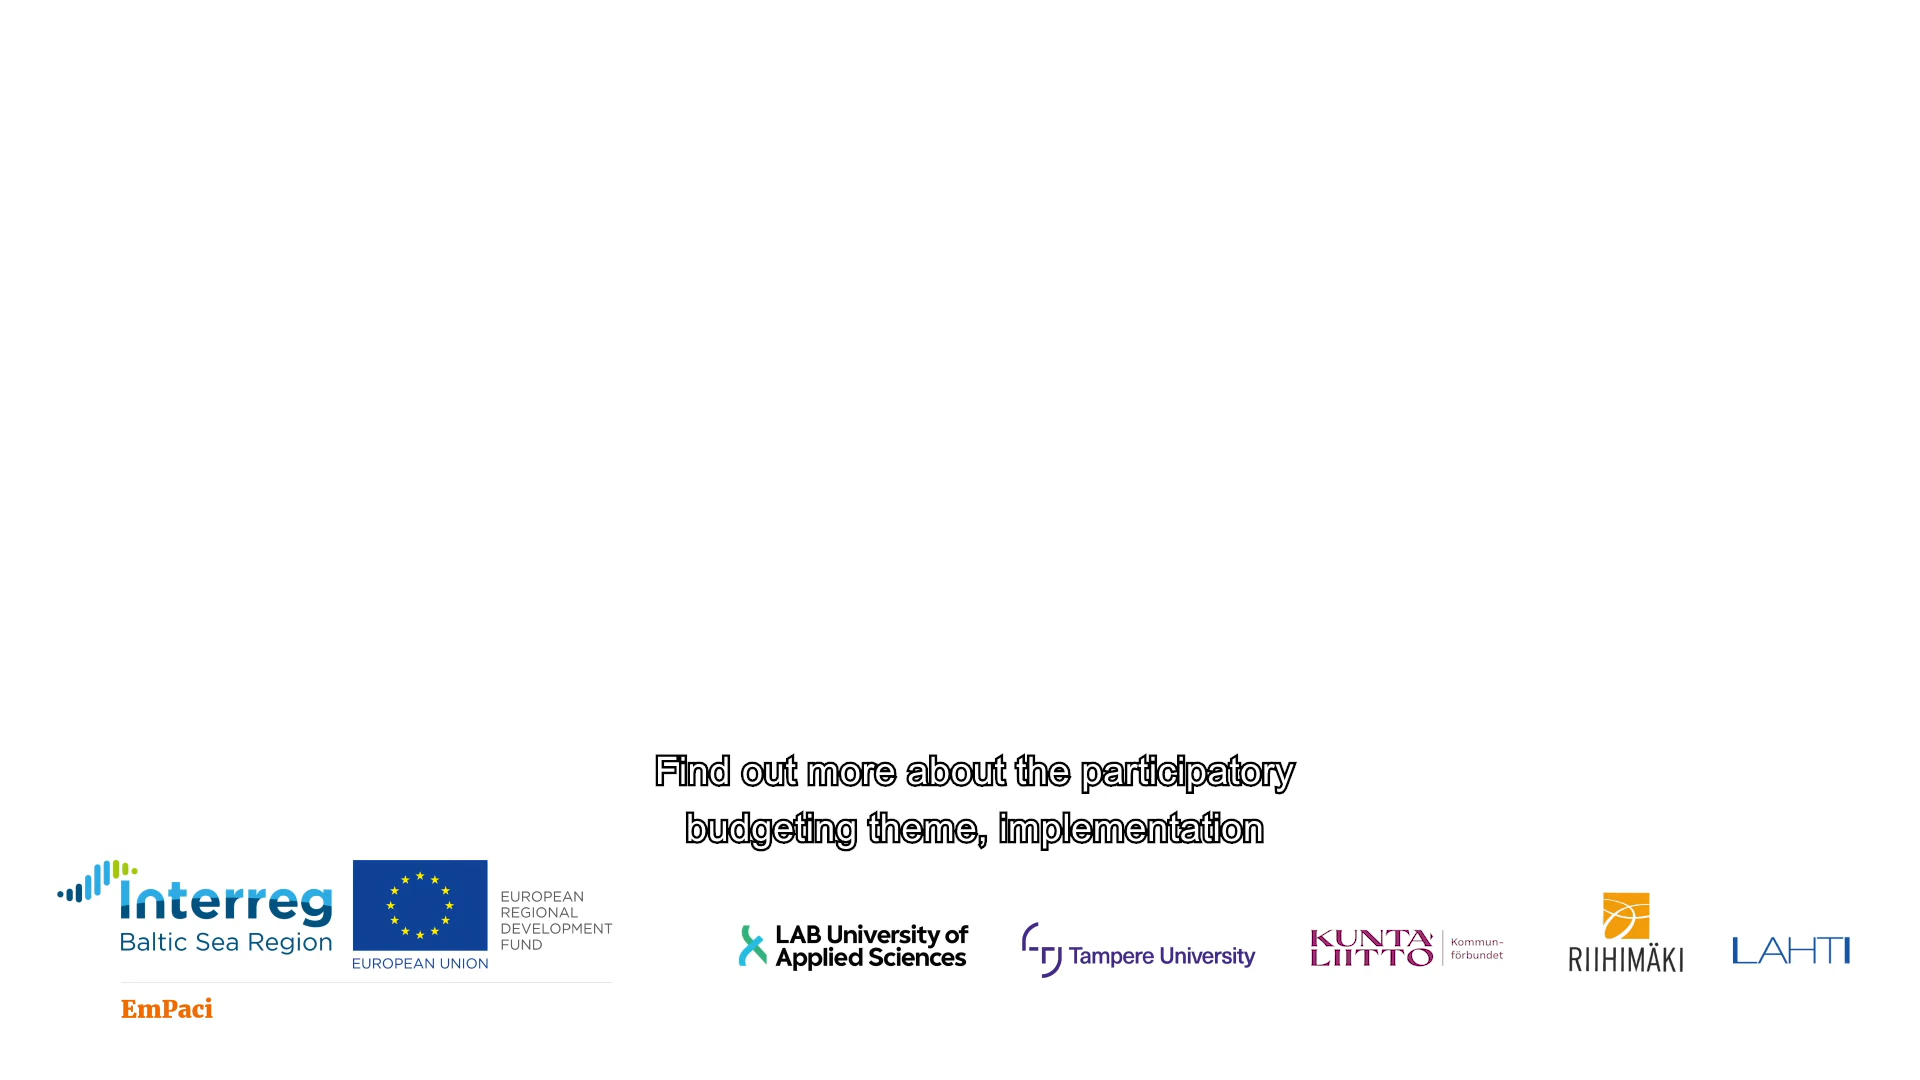 Find out more about the participatory
budgeting theme, implementation
Interreg
Baltic Sea Region
EUROPEAN UNION
EUROPEAN
REGIONAL
DEVELOPMENT
FUND
EmPaci
LAB University of
Applied Sciences
Tampere University
KUNTA
LIITTO
Kommun-
förbundet
RIIHIMÄKI
LAHTI